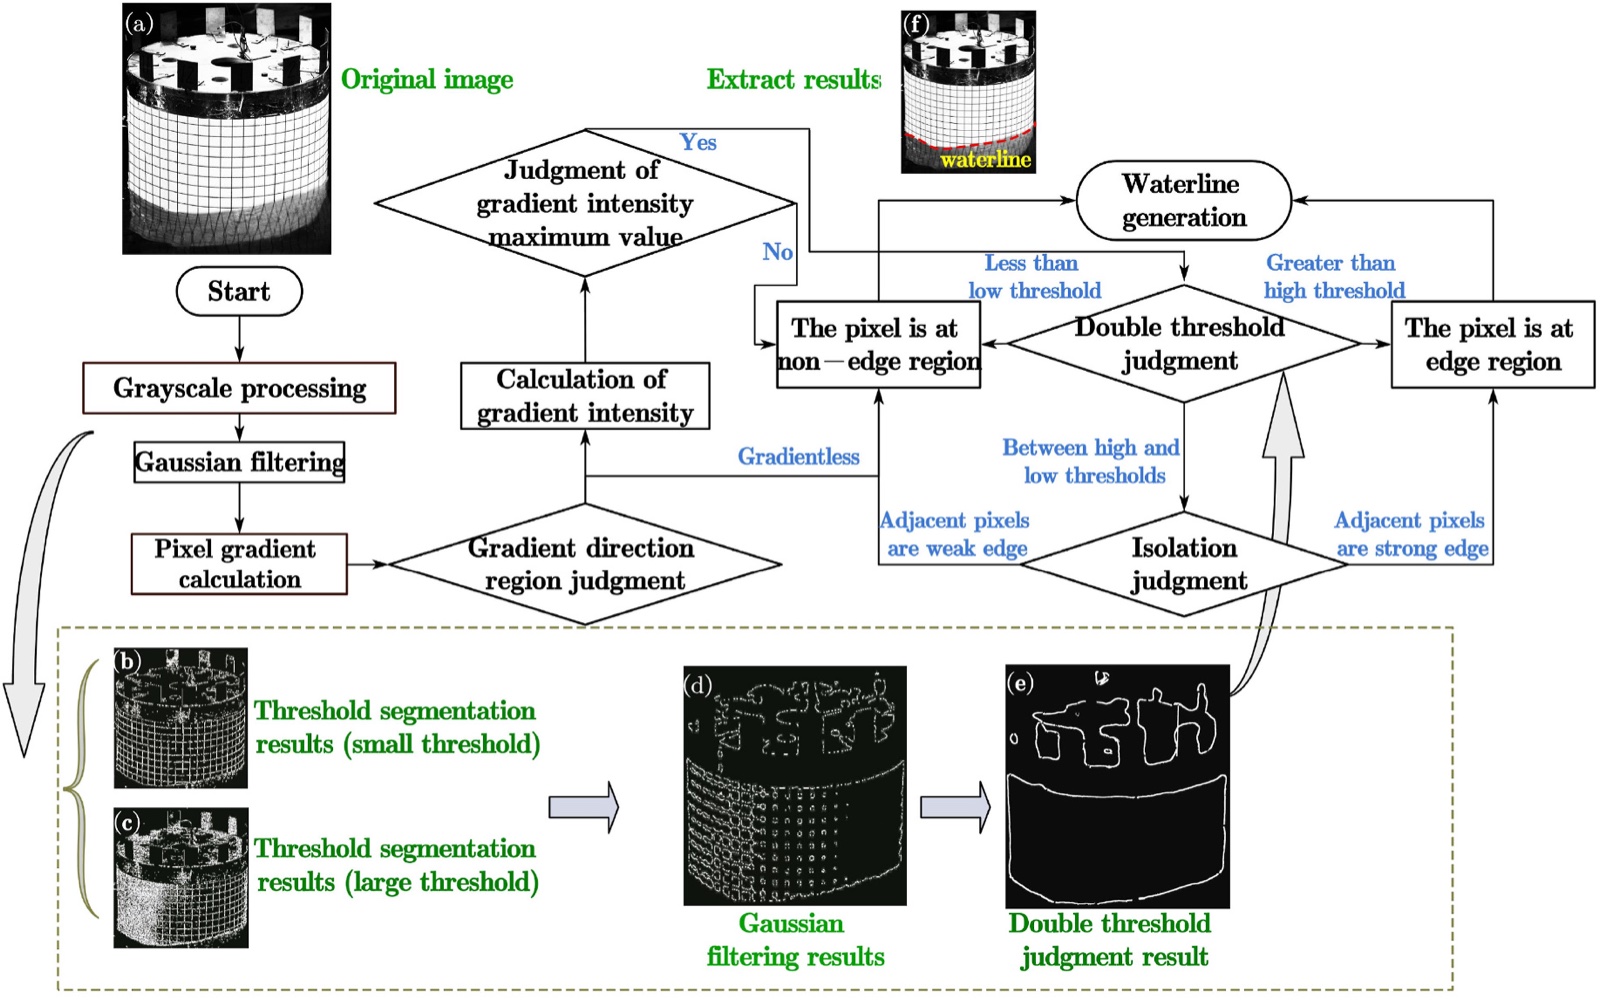 (a)
Original image
Extract results
(f)
waterline
Start
Grayscale processing
Gaussian filtering
Pixel gradient
calculation
Gradient direction
region judgment
Gradientless
Calculation of
gradient intensity
Judgment of
gradient intensity
maximum value
Yes
No
Waterline
generation
Less than
low threshold
Greater than
high threshold
The pixel is at
non—edge region
Double threshold
judgment
The pixel is at
edge region
Between high and
low thresholds
Adjacent pixels
are weak edge
Isolation
judgment
Adjacent pixels
are strong edge
(b)
Threshold segmentation
results (small threshold)
(c)
Threshold segmentation
results (large threshold)
(d)
Gaussian
filtering results
(e)
Double threshold
judgment result